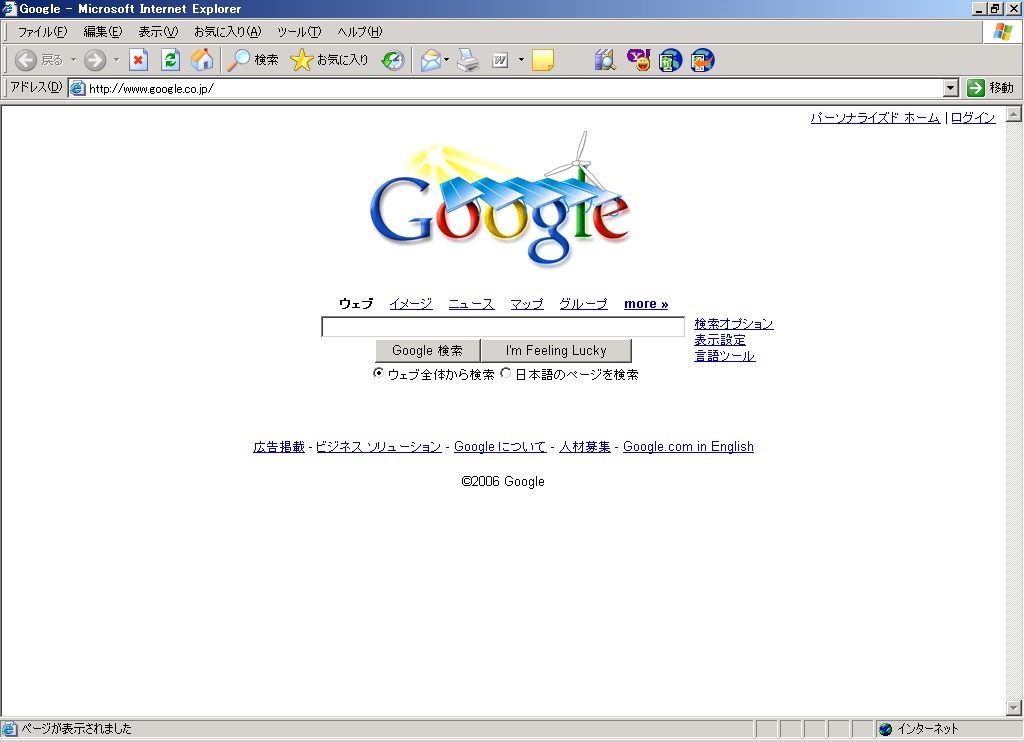 Google - Microsoft Internet Explorer
ファイル(F) 編集(E) 表示(V) お気に入り(A) ツール(T) ヘルプ(H)
戻る 検索 お気に入り
アドレス(D) http://www.google.co.jp/ 移動
パーソナライズド ホーム | ログイン
Google
ウェブ イメージ ニュース マップ グループ more »
検索オプション
表示設定
言語ツール
Google 検索 I'm Feeling Lucky
ウェブ全体から検索 日本語のページを検索
広告掲載 - ビジネス ソリューション - Google について - 人材募集 - Google.com in English
©2006 Google
ページが表示されました インターネット